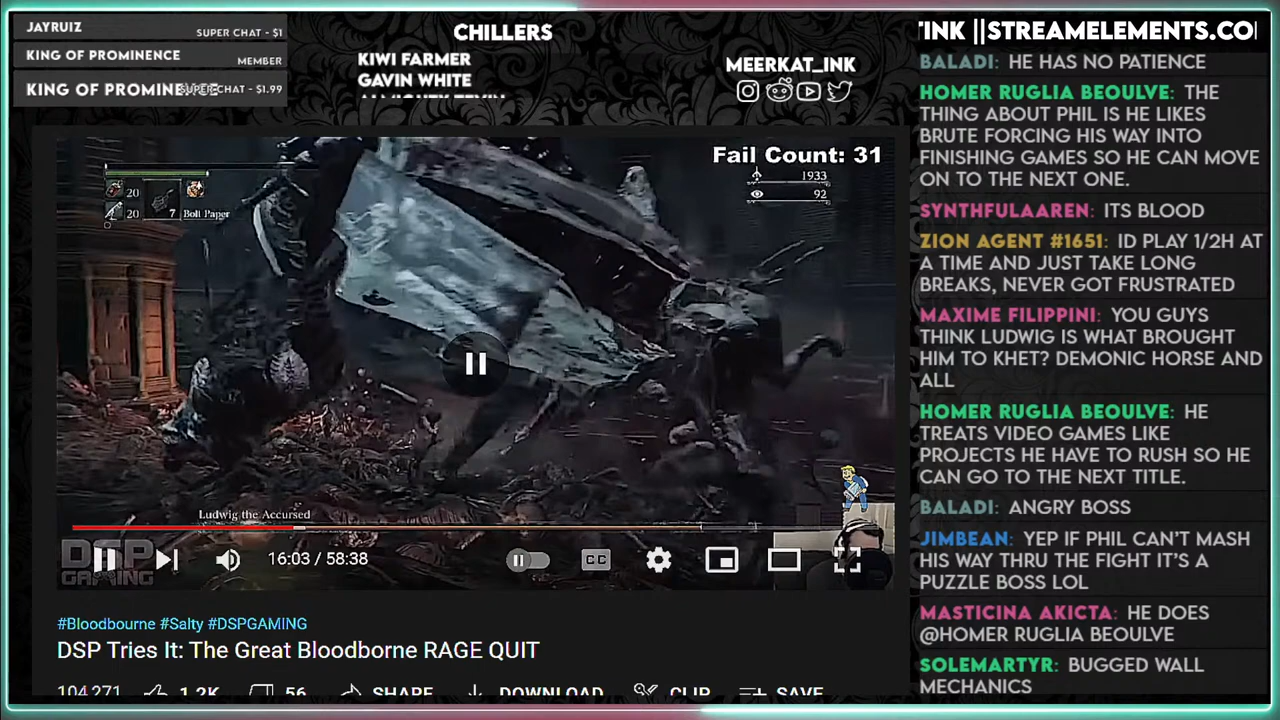 JAYRUIZ
SUPER CHAT - $1
KING OF PROMINENCE
MEMBER
KING OF PROMINENCE
SUPER CHAT - $1.99
CHILLERS
KIWI FARMER
GAVIN WHITE
MEERKAT_INK
Fail Count: 31
1933
92
20
20
7
Bolt Paper
Ludwig the Accursed
DSP
GAMING
16:03 / 58:38
CC
#Bloodbourne #Salty #DSPGAMING
DSP Tries It: The Great Bloodborne RAGE QUIT
104,271
1.2K
56
SHARE
DOWNLOAD
CLIP
SAVE
TINK ||STREAMELEMENTS.CO
BALADI: HE HAS NO PATIENCE
HOMER RUGLIA BEOULVE: THE
THING ABOUT PHIL IS HE LIKES
BRUTE FORCING HIS WAY INTO
FINISHING GAMES SO HE CAN MOVE
ON TO THE NEXT ONE.
SYNTHFULAAREN: ITS BLOOD
ZION AGENT #1651: ID PLAY 1/2H AT
A TIME AND JUST TAKE LONG
BREAKS, NEVER GOT FRUSTRATED
MAXIME FILIPPINI: YOU GUYS
THINK LUDWIG IS WHAT BROUGHT
HIM TO KHET? DEMONIC HORSE AND
ALL
HOMER RUGLIA BEOULVE: HE
TREATS VIDEO GAMES LIKE
PROJECTS HE HAVE TO RUSH SO HE
CAN GO TO THE NEXT TITLE.
BALADI: ANGRY BOSS
JIMBEAN: YEP IF PHIL CAN'T MASH
HIS WAY THRU THE FIGHT IT'S A
PUZZLE BOSS LOL
MASTICINA AKICTA: HE DOES
@HOMER RUGLIA BEOULVE
SOLEMARTYR: BUGGED WALL
MECHANICS